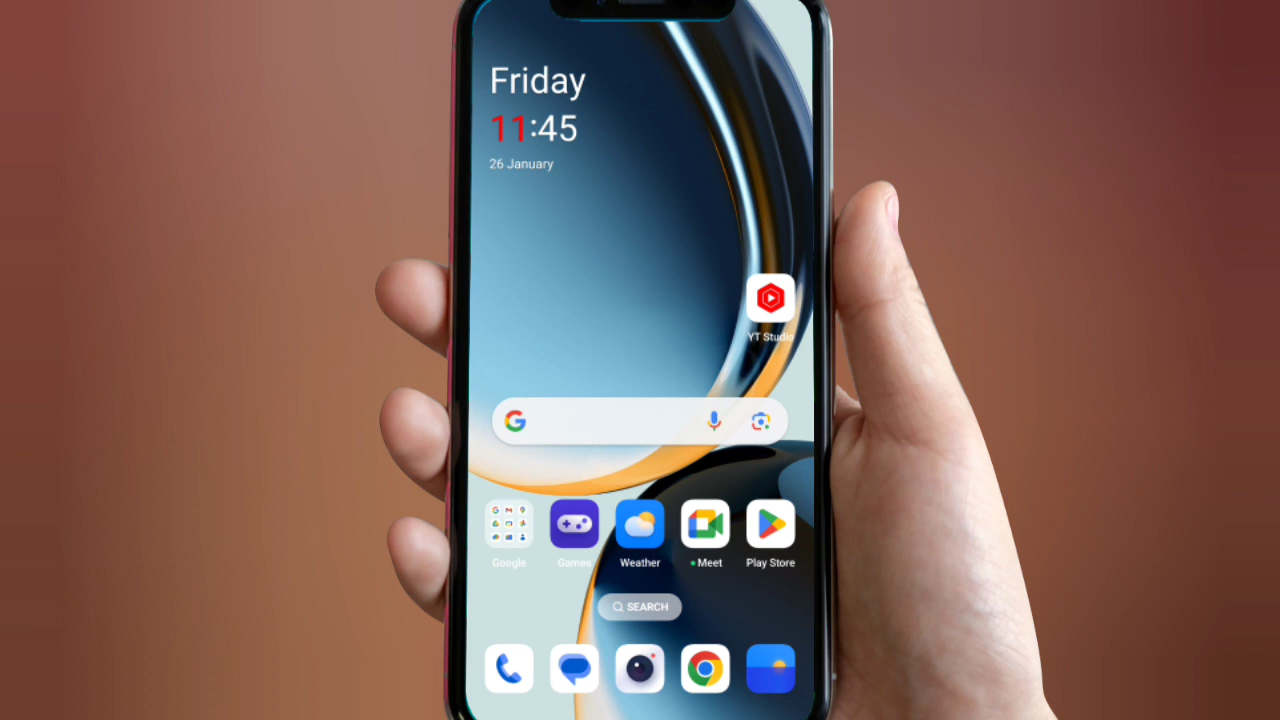 Friday
11:45
26 January
YT Studio
Google
Games
Weather
Meet
Play Store
SEARCH